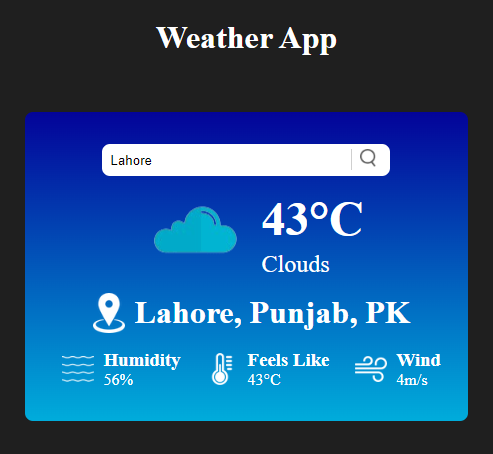 Weather App
Lahore
43°C
Clouds
Lahore, Punjab, PK
Humidity
56%
Feels Like
43°C
Wind
4m/s